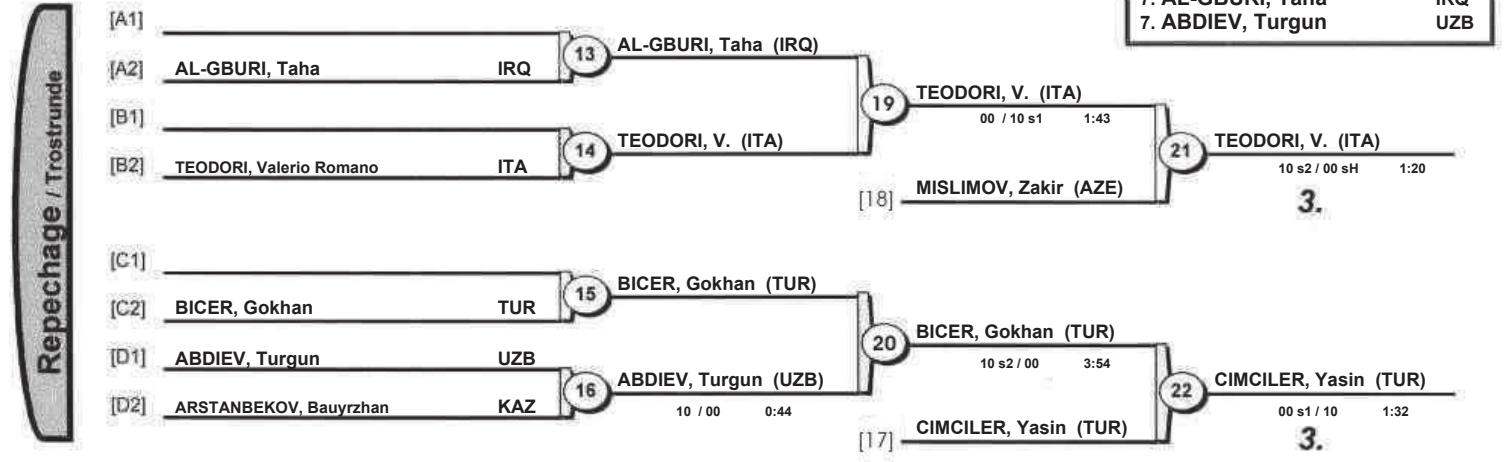 7. AL-GBURI, Taha IRQ
7. ABDIEV, Turgun UZB
Repechage / Trostrunde
[A1]
[A2] AL-GBURI, Taha IRQ
13 AL-GBURI, Taha (IRQ)
[B1]
[B2] TEODORI, Valerio Romano ITA
14 TEODORI, V. (ITA)
19 TEODORI, V. (ITA)
00 / 10 s1 1:43
[18] MISLIMOV, Zakir (AZE)
21 TEODORI, V. (ITA)
10 s2 / 00 sH 1:20
3.
[C1]
[C2] BICER, Gokhan TUR
15 BICER, Gokhan (TUR)
[D1] ABDIEV, Turgun UZB
[D2] ARSTANBEKOV, Bauyrzhan KAZ
16 ABDIEV, Turgun (UZB)
10 / 00 0:44
20 BICER, Gokhan (TUR)
10 s2 / 00 3:54
[17] CIMCILER, Yasin (TUR)
22 CIMCILER, Yasin (TUR)
00 s1 / 10 1:32
3.